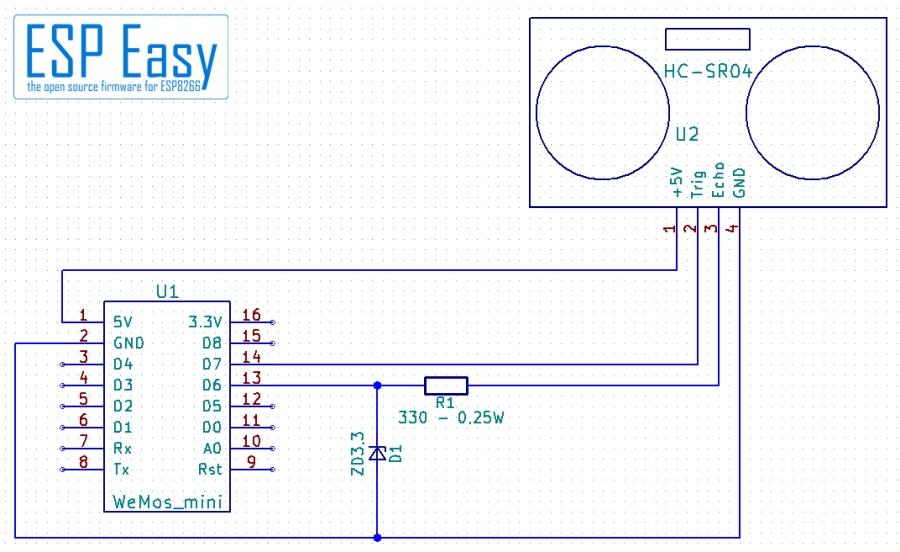 ESP Easy
the open source firmware for ESP8266
HC-SR04
U2
+5V
Trig
Echo
GND
1
2
3
4
U1
1
5V
3.3V
16
2
GND
D8
15
3
D4
D7
14
4
D3
D6
13
5
D2
D5
12
6
D1
D0
11
7
Rx
A0
10
8
Tx
Rst
9
WeMos_mini
R1
330 - 0.25W
ZD3.3
D1